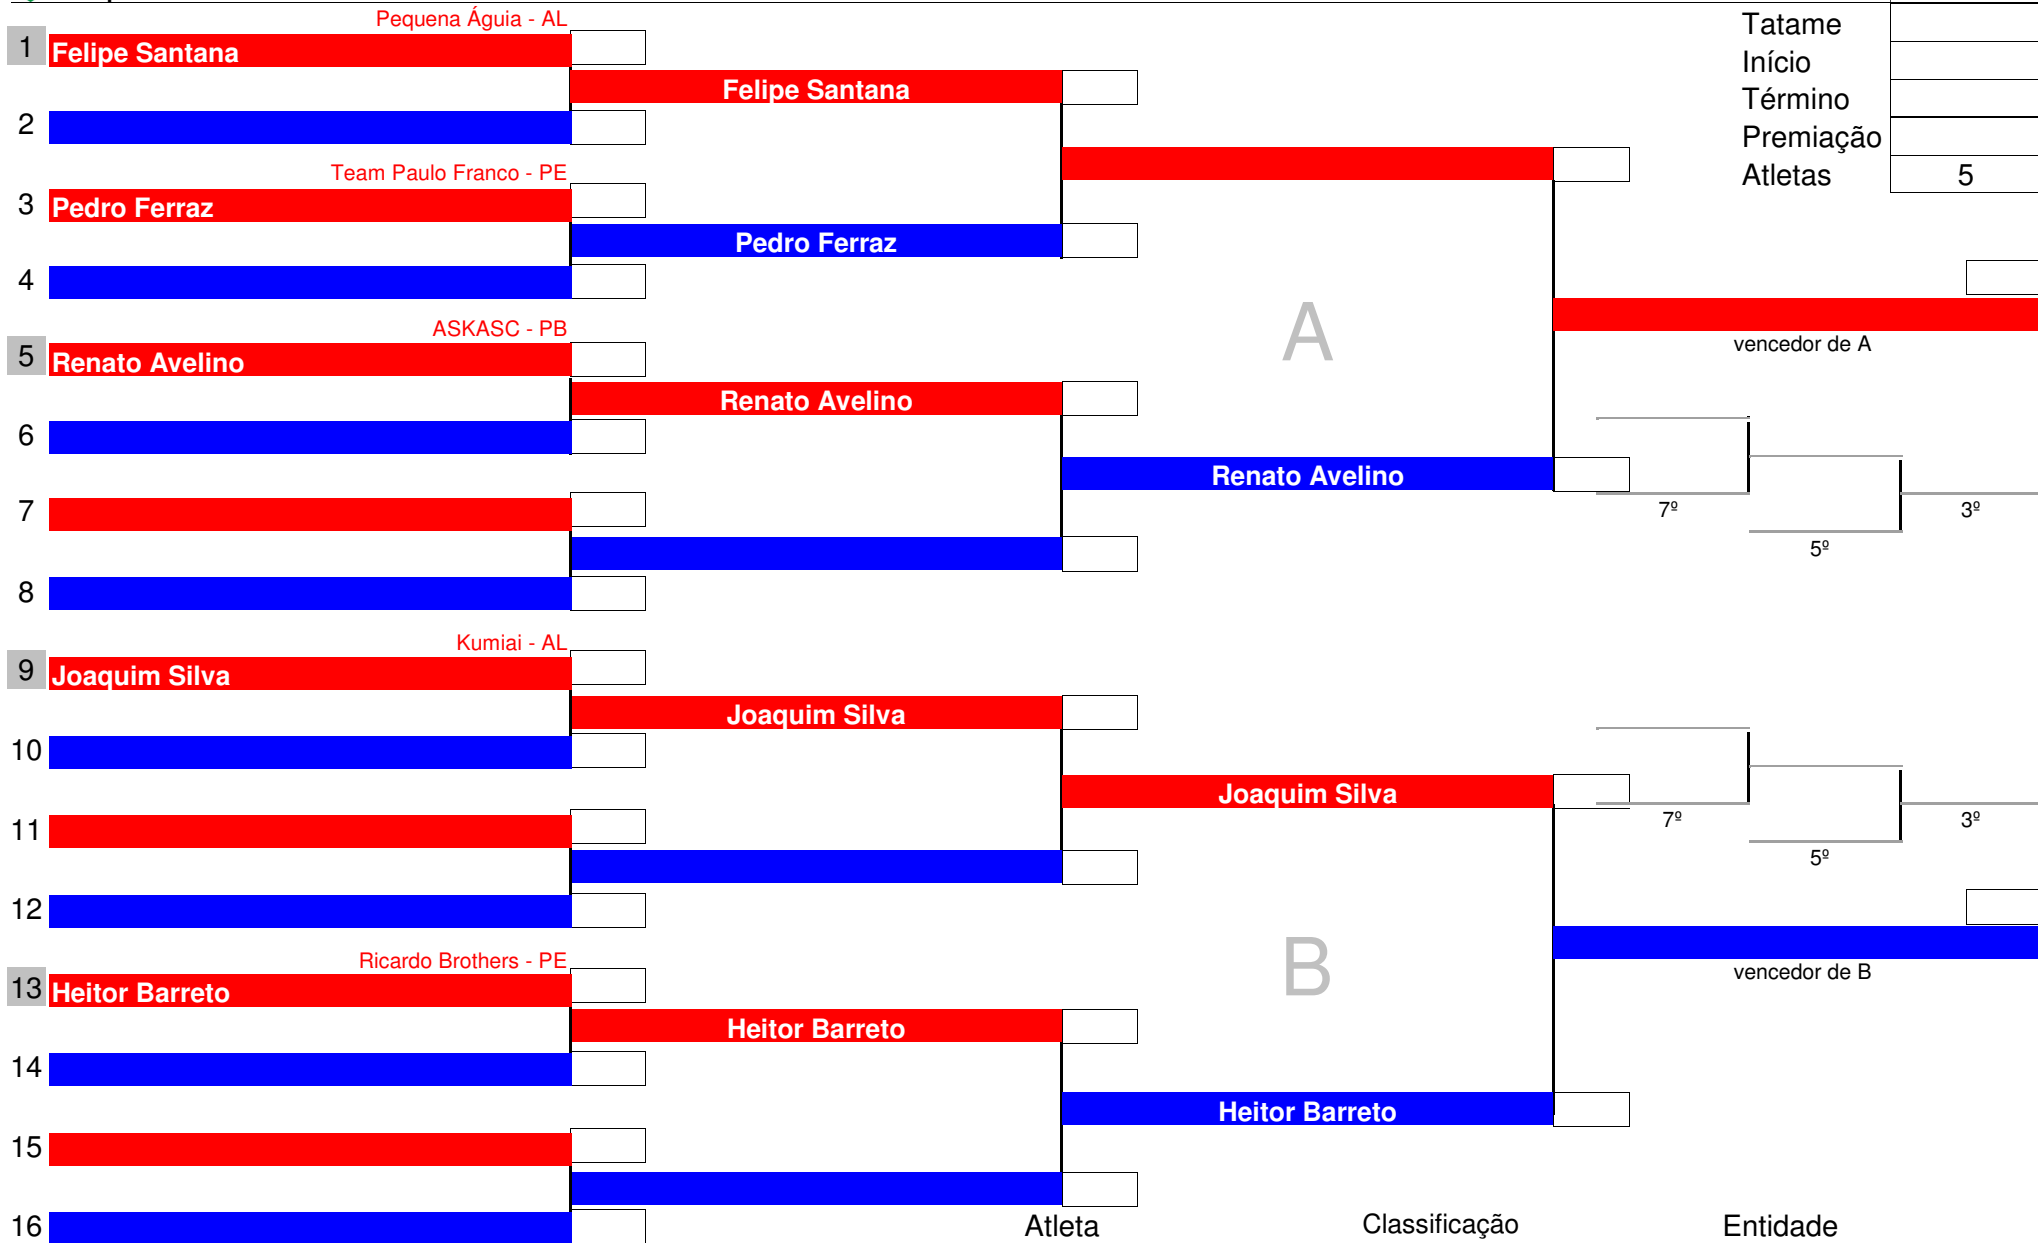 Pequena Águia - AL
1 Felipe Santana
Felipe Santana
2
Team Paulo Franco - PE
3 Pedro Ferraz
Pedro Ferraz
4
ASKASC - PB
5 Renato Avelino
Renato Avelino
6
Renato Avelino
7
8
Kumiai - AL
9 Joaquim Silva
Joaquim Silva
10
Joaquim Silva
11
12
Ricardo Brothers - PE
13 Heitor Barreto
Heitor Barreto
14
Heitor Barreto
15
16
A
B
Tatame
Início
Término
Premiação
Atletas 5
vencedor de A
7º
5º
3º
7º
5º
3º
vencedor de B
Atleta Classificação Entidade